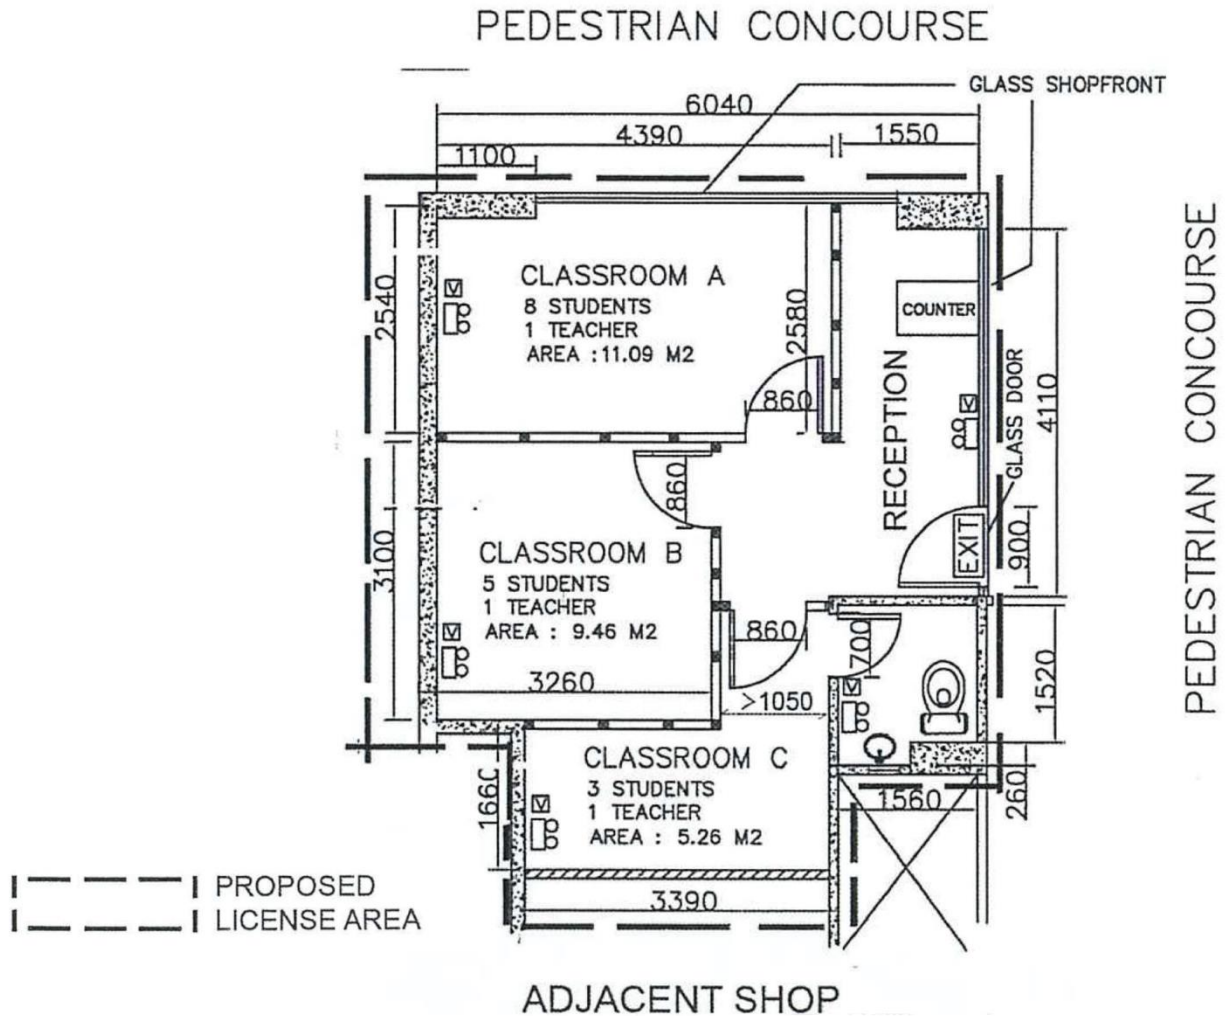 PEDESTRIAN CONCOURSE
GLASS SHOPFRONT
6040
4390
1550
1100
2540
CLASSROOM A
8 STUDENTS
1 TEACHER
AREA :11.09 M2
2580
860
COUNTER
RECEPTION
V
V
GLASS DOOR
4110
PEDESTRIAN CONCOURSE
3100
860
CLASSROOM B
5 STUDENTS
1 TEACHER
AREA : 9.46 M2
V
3260
EXIT
900
860
700
>1050
V
1520
CLASSROOM C
3 STUDENTS
1 TEACHER
AREA : 5.26 M2
V
1660
1560
260
3390
PROPOSED
LICENSE AREA
ADJACENT SHOP